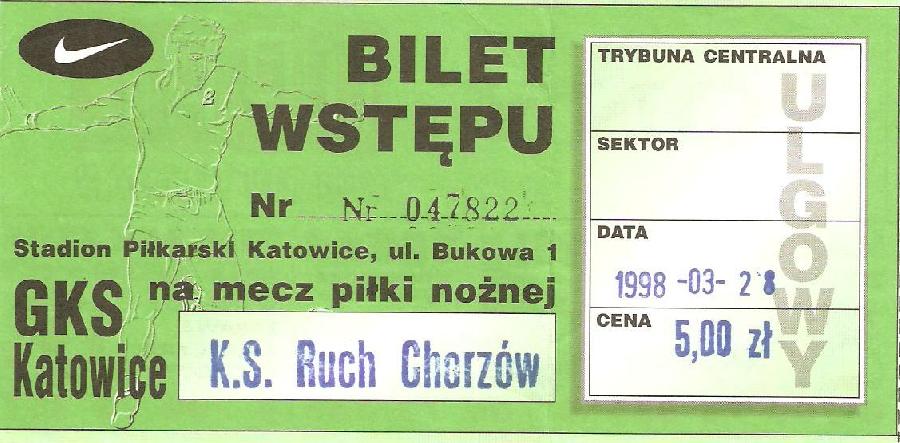 BILET
WSTĘPU
Nr Nr 047822
Stadion Piłkarski Katowice, ul. Bukowa 1
GKS
Katowice
na mecz piłki nożnej
K.S. Ruch Chorzów
2
TRYBUNA CENTRALNA
SEKTOR
DATA
1998 -03- 28
CENA
5,00 zł
ULGOWY